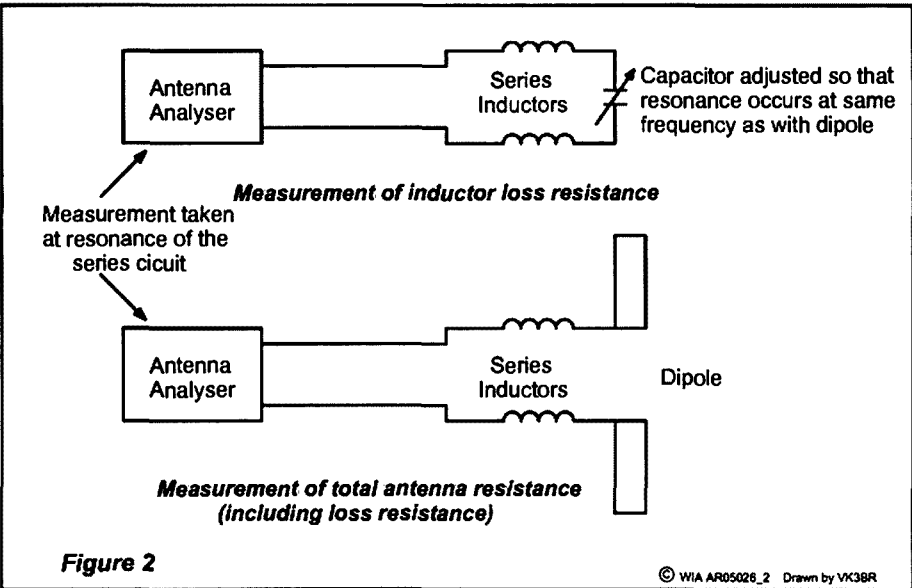 Antenna
Analyser
Series
Inductors
Capacitor adjusted so that
resonance occurs at same
frequency as with dipole
Measurement of inductor loss resistance
Measurement taken
at resonance of the
series cicuit
Antenna
Analyser
Series
Inductors
Dipole
Measurement of total antenna resistance
(including loss resistance)
Figure 2
© WIA AR05026_2 Drawn by VK3BR